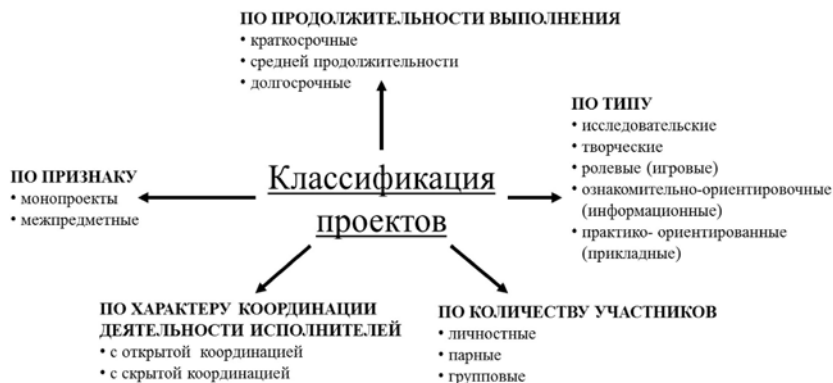 ПО ПРОДОЛЖИТЕЛЬНОСТИ ВЫПОЛНЕНИЯ
• краткосрочные
• средней продолжительности
• долгосрочные
ПО ТИПУ
• исследовательские
• творческие
• ролевые (игровые)
• ознакомительно-ориентировочные
(информационные)
• практико- ориентированные
(прикладные)
ПО ПРИЗНАКУ
• монопроекты
• межпредметные
Классификация
проектов
ПО ХАРАКТЕРУ КООРДИНАЦИИ
ДЕЯТЕЛЬНОСТИ ИСПОЛНИТЕЛЕЙ
• с открытой координацией
• с скрытой координацией
ПО КОЛИЧЕСТВУ УЧАСТНИКОВ
• личностные
• парные
• групповые